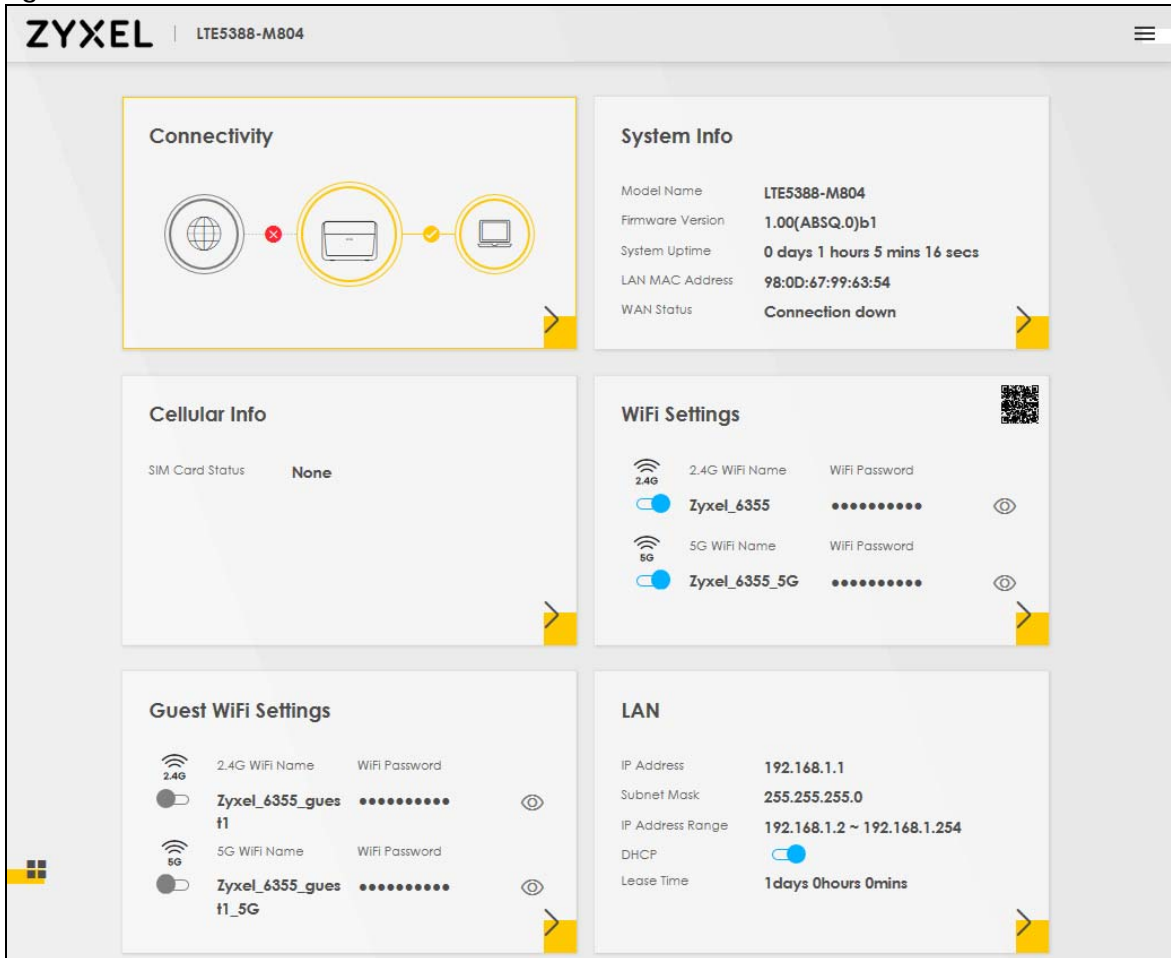 ZYXEL LTE5388-M804
Connectivity
System Info
Model Name LTE5388-M804
Firmware Version 1.00(ABSQ.0)b1
System Uptime 0 days 1 hours 5 mins 16 secs
LAN MAC Address 98:0D:67:99:63:54
WAN Status Connection down
Cellular Info
SIM Card Status None
WiFi Settings
2.4G WiFi Name WiFi Password
2.4G
Zyxel_6355 ●●●●●●●●●●
5G WiFi Name WiFi Password
5G
Zyxel_6355_5G ●●●●●●●●●●
Guest WiFi Settings
2.4G WiFi Name WiFi Password
2.4G
Zyxel_6355_gues ●●●●●●●●●●
t1
5G WiFi Name WiFi Password
5G
Zyxel_6355_gues ●●●●●●●●●●
t1_5G
LAN
IP Address 192.168.1.1
Subnet Mask 255.255.255.0
IP Address Range 192.168.1.2 ~ 192.168.1.254
DHCP
Lease Time 1days 0hours 0mins